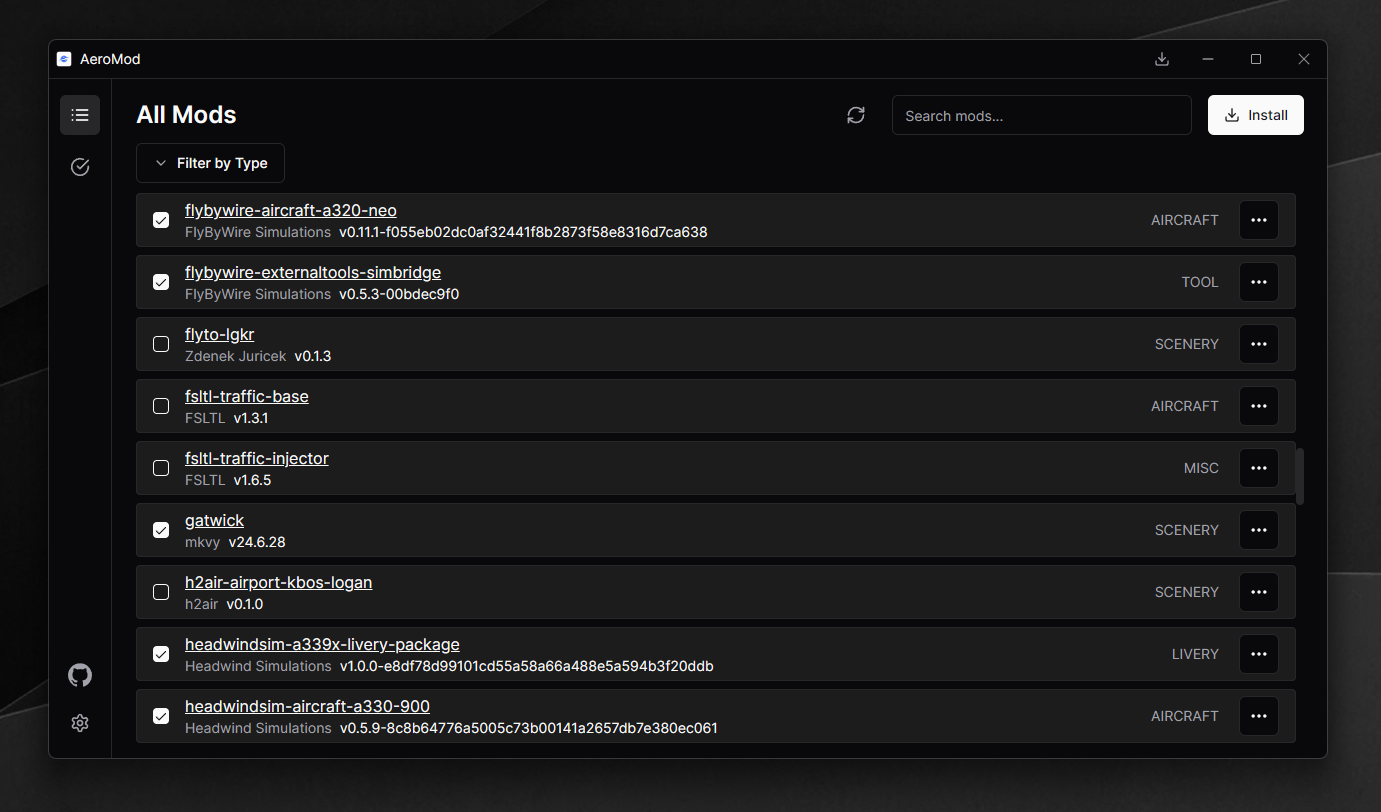 AeroMod
All Mods
Search mods...
Install
Filter by Type
flybywire-aircraft-a320-neo
FlyByWire Simulations v0.11.1-f055eb02dc0af32441f8b2873f58e8316d7ca638
AIRCRAFT
flybywire-externaltools-simbridge
FlyByWire Simulations v0.5.3-00bdec9f0
TOOL
flyto-lgkr
Zdenek Juricek v0.1.3
SCENERY
fsltl-traffic-base
FSLTL v1.3.1
AIRCRAFT
fsltl-traffic-injector
FSLTL v1.6.5
MISC
gatwick
mkvy v24.6.28
SCENERY
h2air-airport-kbos-logan
h2air v0.1.0
SCENERY
headwindsim-a339x-livery-package
Headwind Simulations v1.0.0-e8df78d99101cd55a58a66a488e5a594b3f20ddb
LIVERY
headwindsim-aircraft-a330-900
Headwind Simulations v0.5.9-8c8b64776a5005c73b00141a2657db7e380ec061
AIRCRAFT